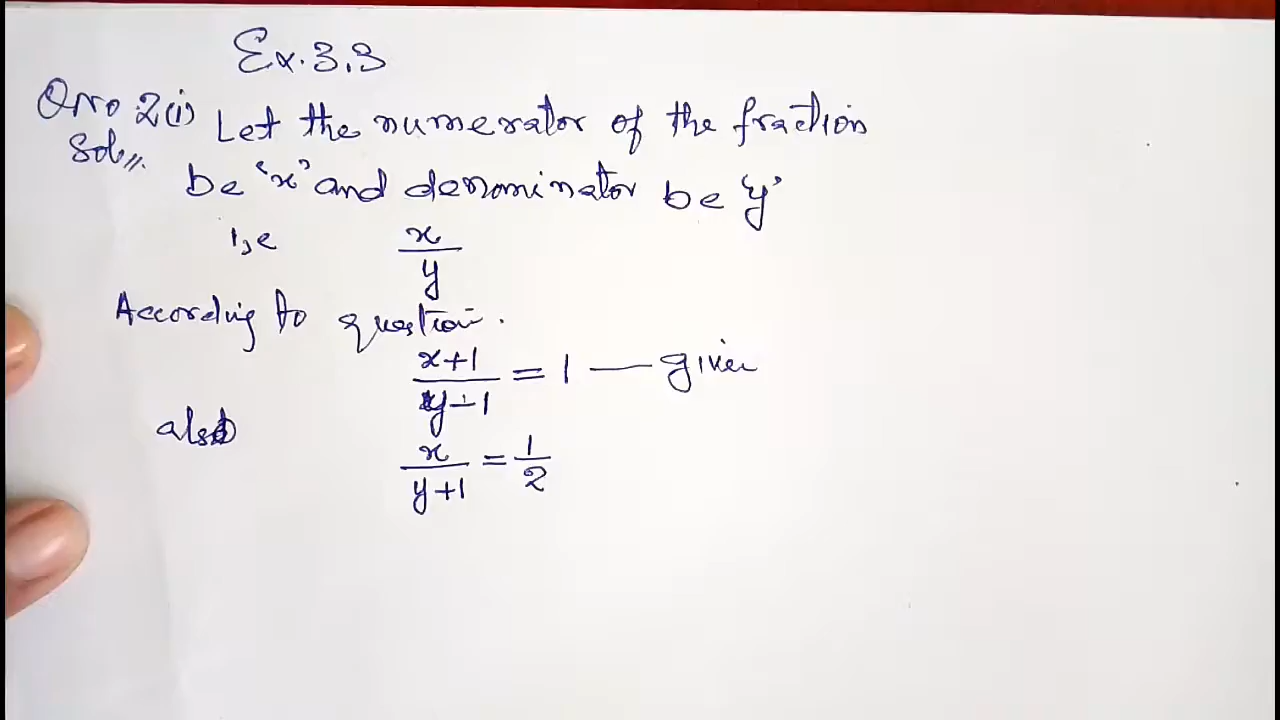 Ex. 3.3
QNo 2(i) Let the numerator of the fraction
Sol,,
be 'x' and denominator be 'y'
i,e x/y
According to question.
(x+1)/(y-1) = 1 — given
also
x/(y+1) = 1/2